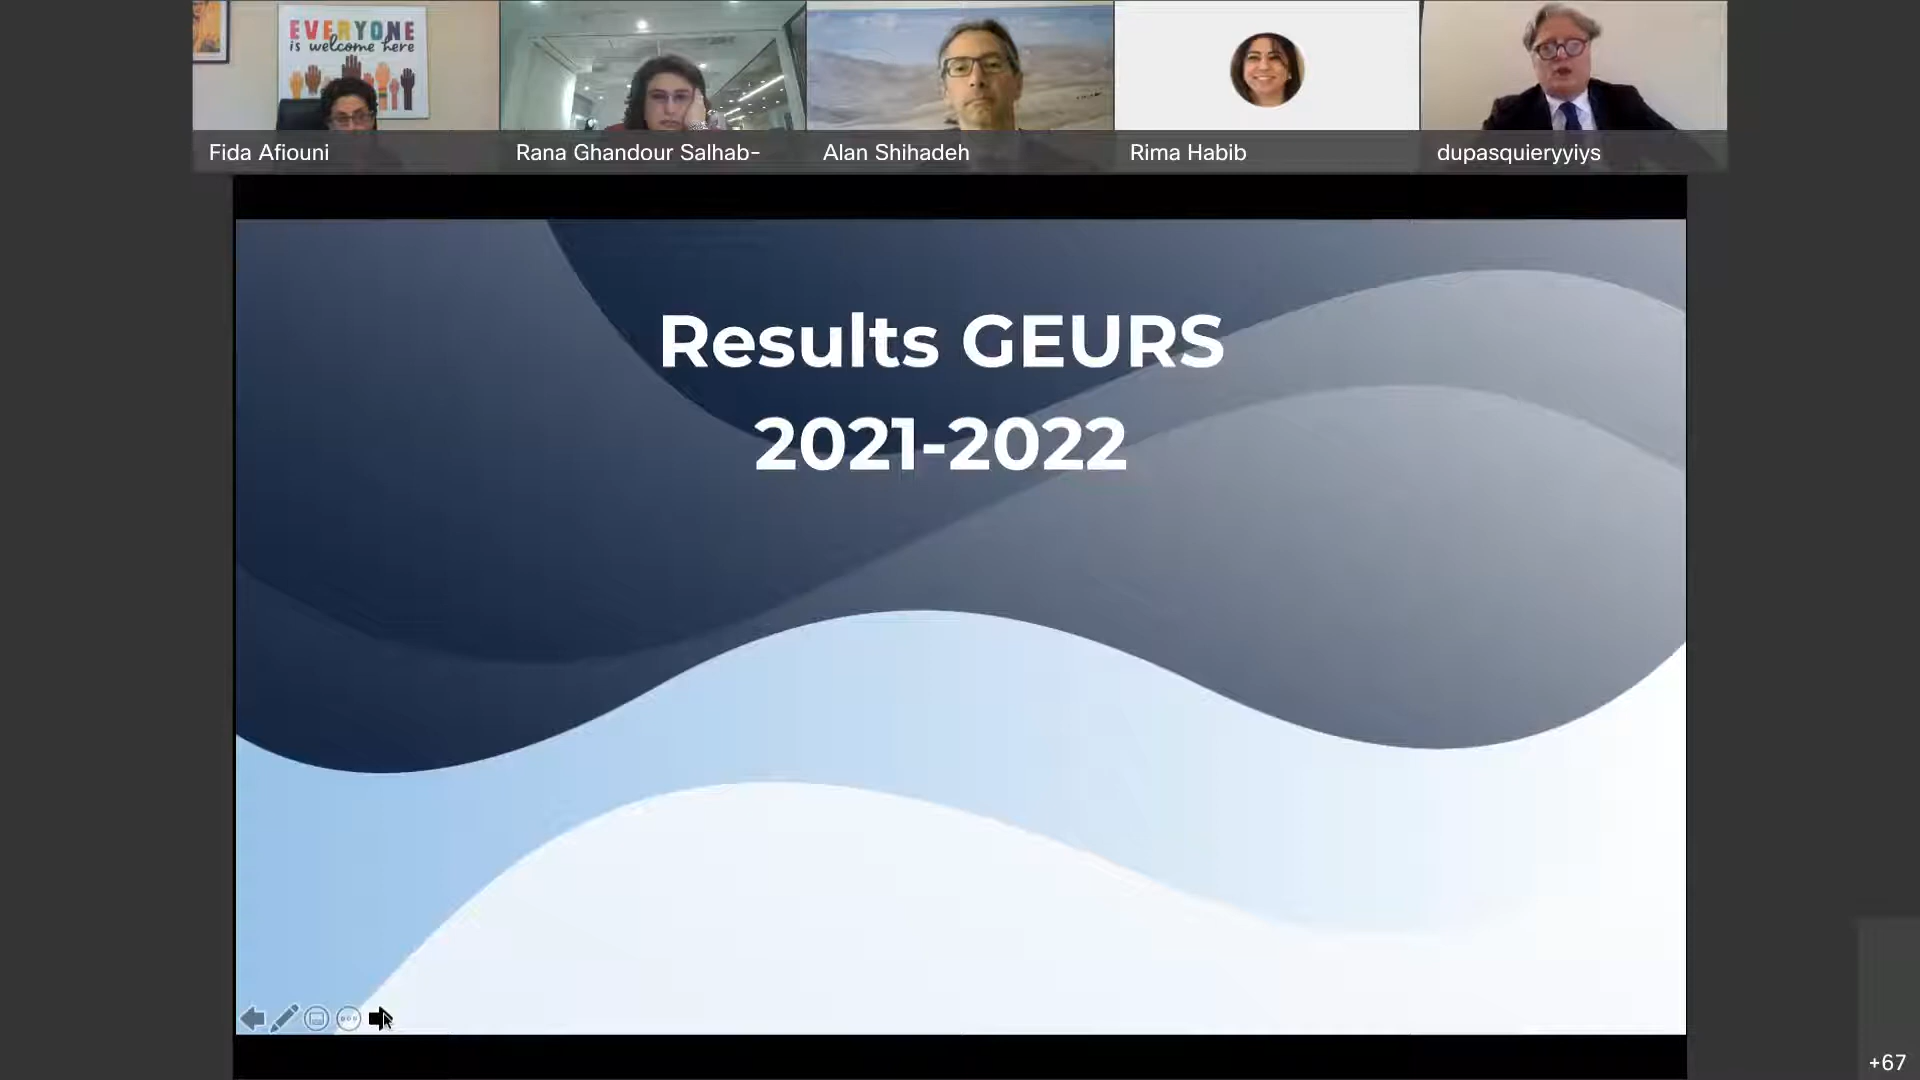 EVERYONE
is welcome here
Fida Afiouni
Rana Ghandour Salhab-
Alan Shihadeh
Rima Habib
dupasquieryyiys
Results GEURS
2021-2022
+67